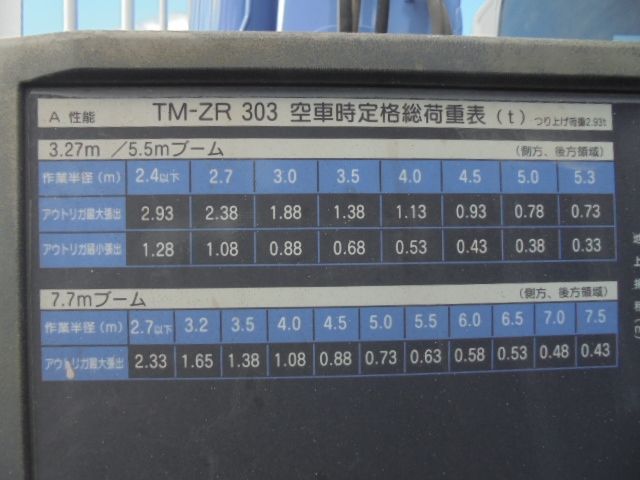 A 性能 TM-ZR 303 空車時定格総荷重表 (t) つり上げ荷重2.93t
3.27m / 5.5mブーム (側方、後方領域)
作業半径(m) 2.4以下 2.7 3.0 3.5 4.0 4.5 5.0 5.3
アウトリガ最大張出 2.93 2.38 1.88 1.38 1.13 0.93 0.78 0.73
アウトリガ最小張出 1.28 1.08 0.88 0.68 0.53 0.43 0.38 0.33
7.7mブーム (側方、後方領域)
作業半径(m) 2.7以下 3.2 3.5 4.0 4.5 5.0 5.5 6.0 6.5 7.0 7.5
アウトリガ最大張出 2.33 1.65 1.38 1.08 0.88 0.73 0.63 0.58 0.53 0.48 0.43